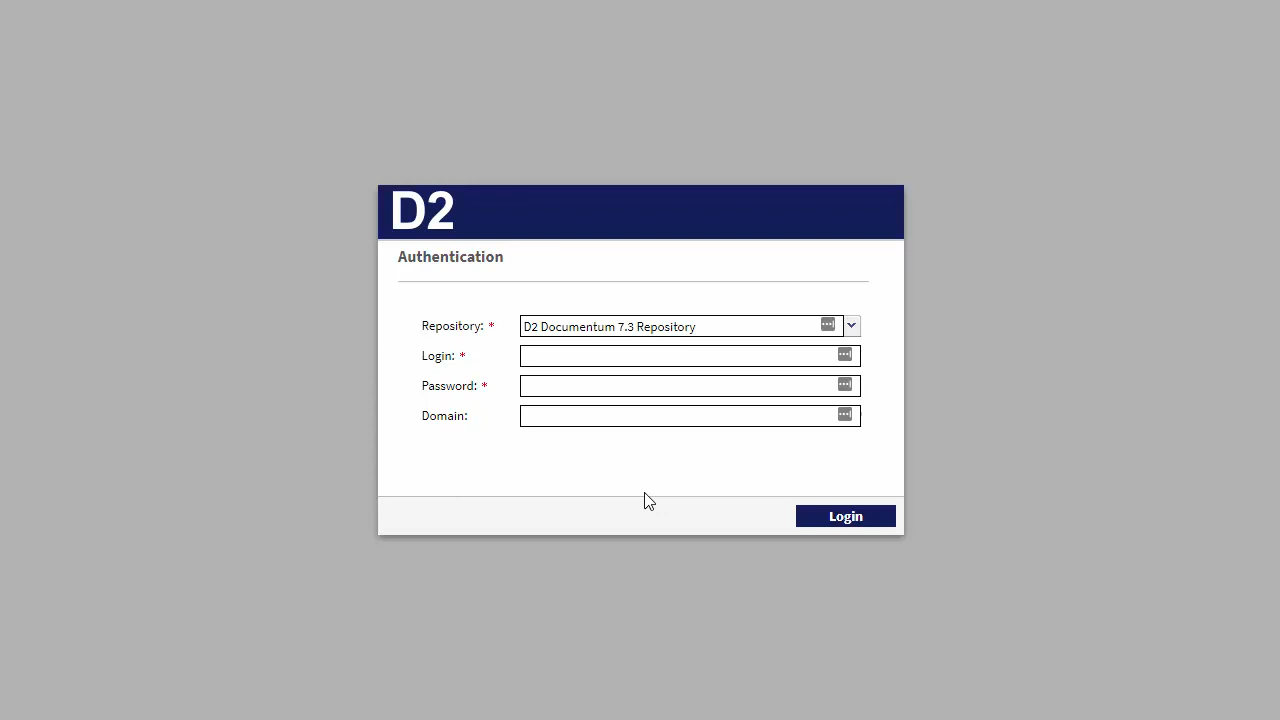 D2
Authentication
Repository: * D2 Documentum 7.3 Repository
Login: *
Password: *
Domain:
Login